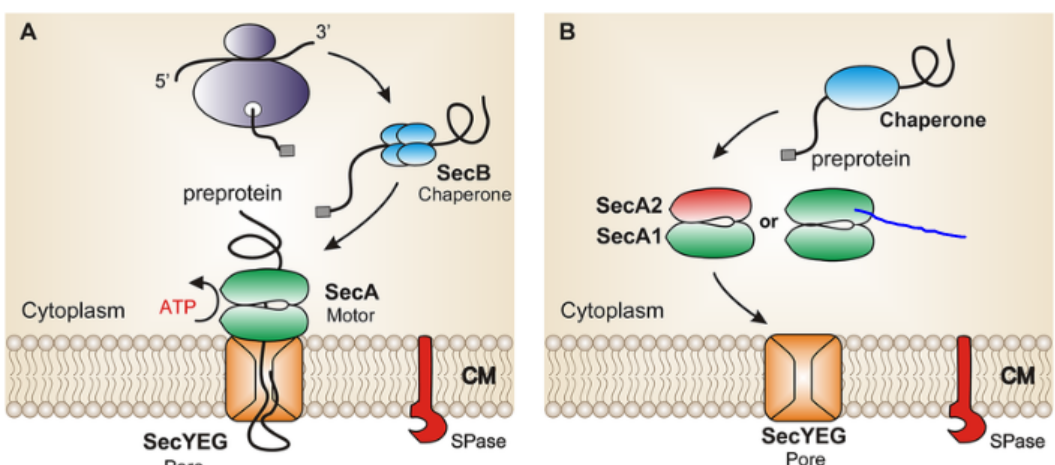 A
3’
5’
SecB
Chaperone
preprotein
SecA
Motor
ATP
Cytoplasm
CM
SecYEG
Pore
SPase
B
Chaperone
preprotein
SecA2
or
SecA1
Cytoplasm
CM
SecYEG
Pore
SPase